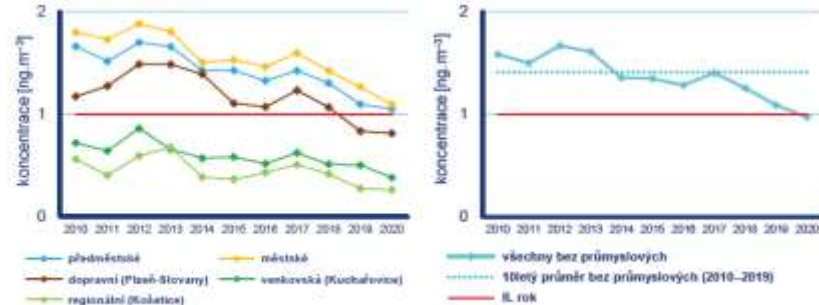 koncentrace [ng.m⁻³]
2
1
0
2010 2011 2012 2013 2014 2015 2016 2017 2018 2019 2020
předměstské
městské
dopravní (Plzeň-Slovany)
venkovská (Kuchařovice)
regionální (Košetice)
koncentrace [ng.m⁻³]
2
1
0
2010 2011 2012 2013 2014 2015 2016 2017 2018 2019 2020
všechny bez průmyslových
10letý průměr bez průmyslových (2010–2019)
IL rok